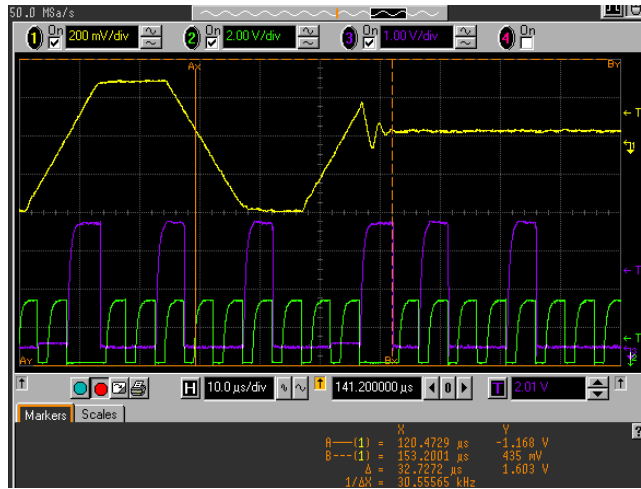 50.0 MSa/s
1 On 200 mV/div 2 On 2.00 V/div 3 On 1.00 V/div 4 On
Ax By
T
1
T
T
Ay Bx
H 10.0 µs/div 141.200000 µs 0 T 2.01 V
Markers Scales
?
X Y
A——(1) = 120.4729 µs -1.168 V
B---(1) = 153.2001 µs 435 mV
Δ = 32.7272 µs 1.603 V
1/ΔX = 30.55565 kHz